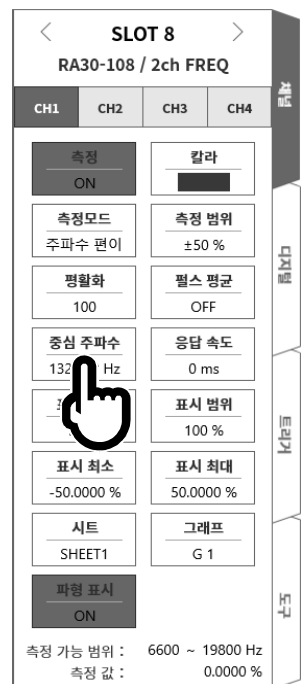 SLOT 8
RA30-108 / 2ch FREQ
CH1 CH2 CH3 CH4
측정 칼라
ON
측정모드 측정 범위
주파수 편이 ±50 %
평활화 펄스 평균
100 OFF
중심 주파수 응답 속도
Hz 0 ms
표시 범위
100 %
표시 최소 표시 최대
-50.0000 % 50.0000 %
시트 그래프
SHEET1 G 1
파형 표시
ON
측정 가능 범위 : 6600 ~ 19800 Hz
측정 값 : 0.0000 %
채널
디지털
트리거
도구